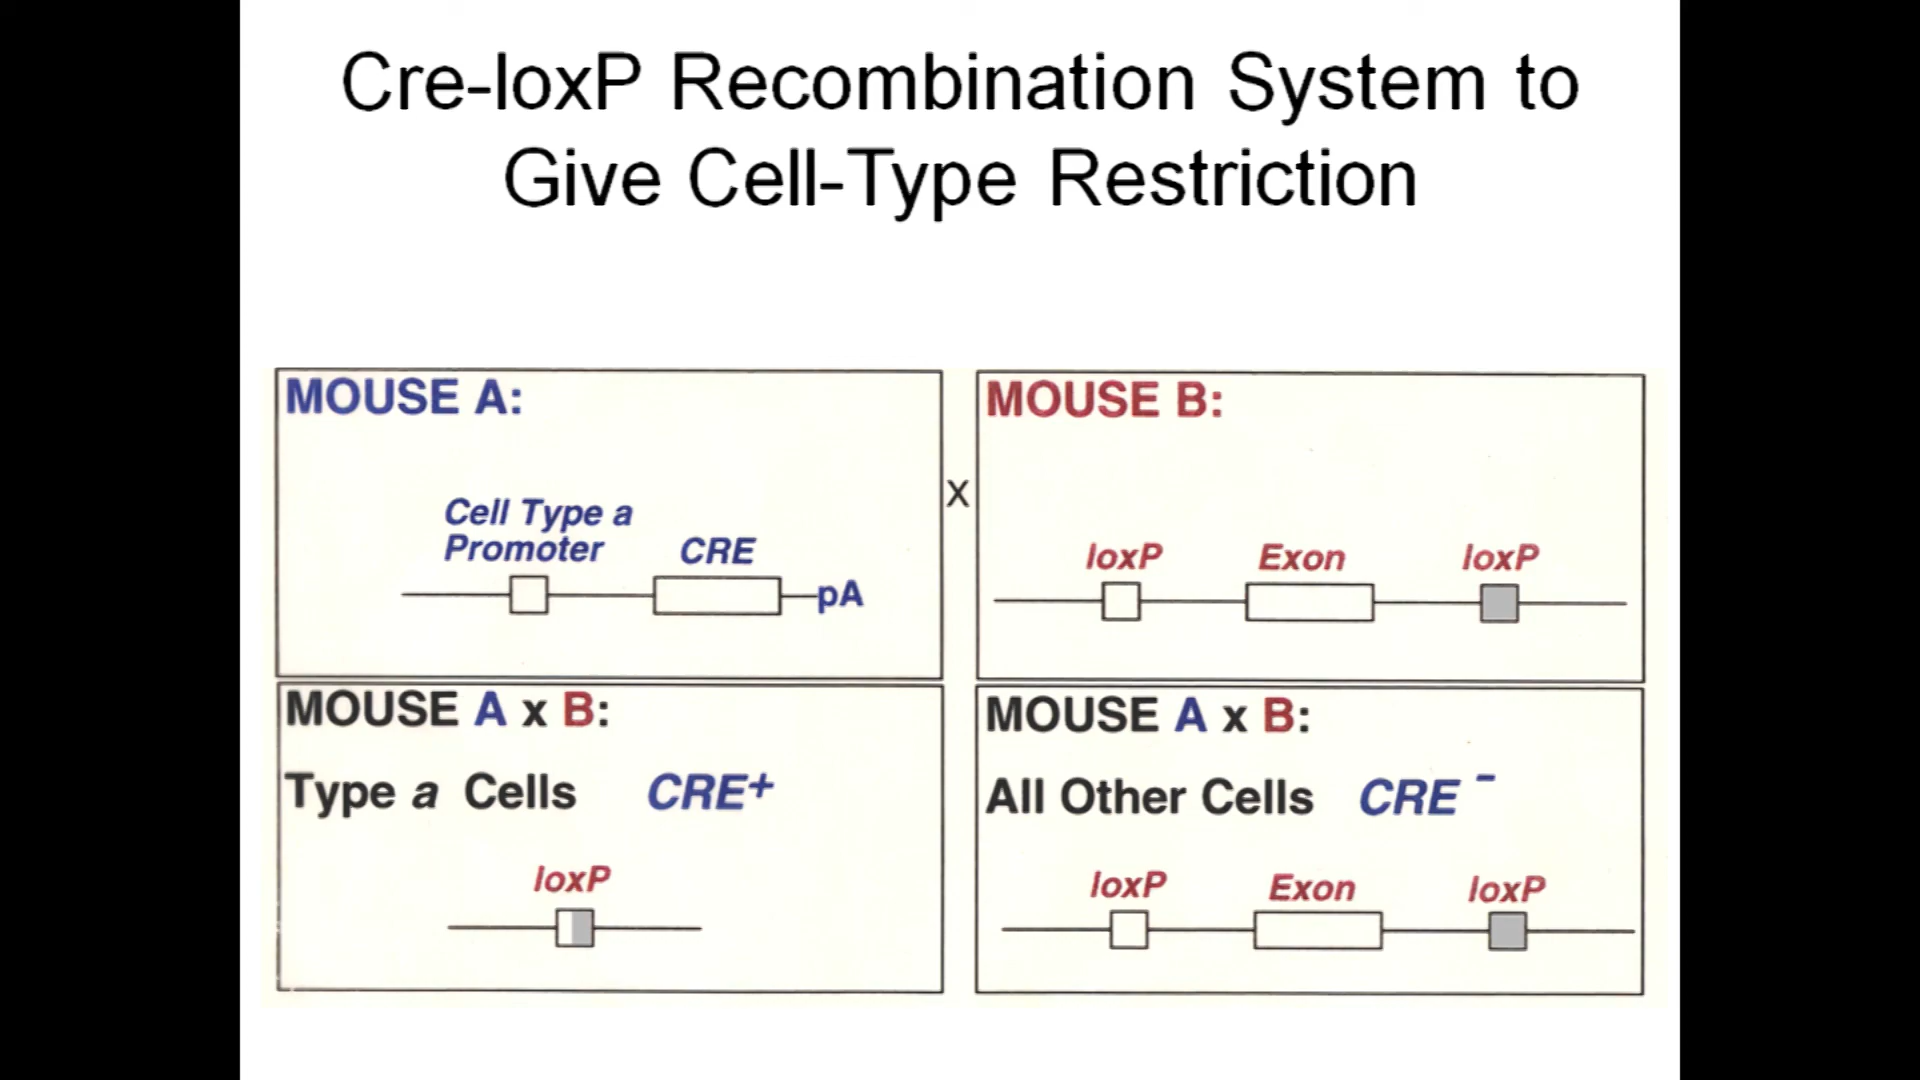 Cre-loxP Recombination System to
Give Cell-Type Restriction
MOUSE A:
Cell Type a
Promoter
CRE
pA
X
MOUSE B:
loxP
Exon
loxP
MOUSE A x B:
Type a Cells CRE+
loxP
MOUSE A x B:
All Other Cells CRE -
loxP
Exon
loxP